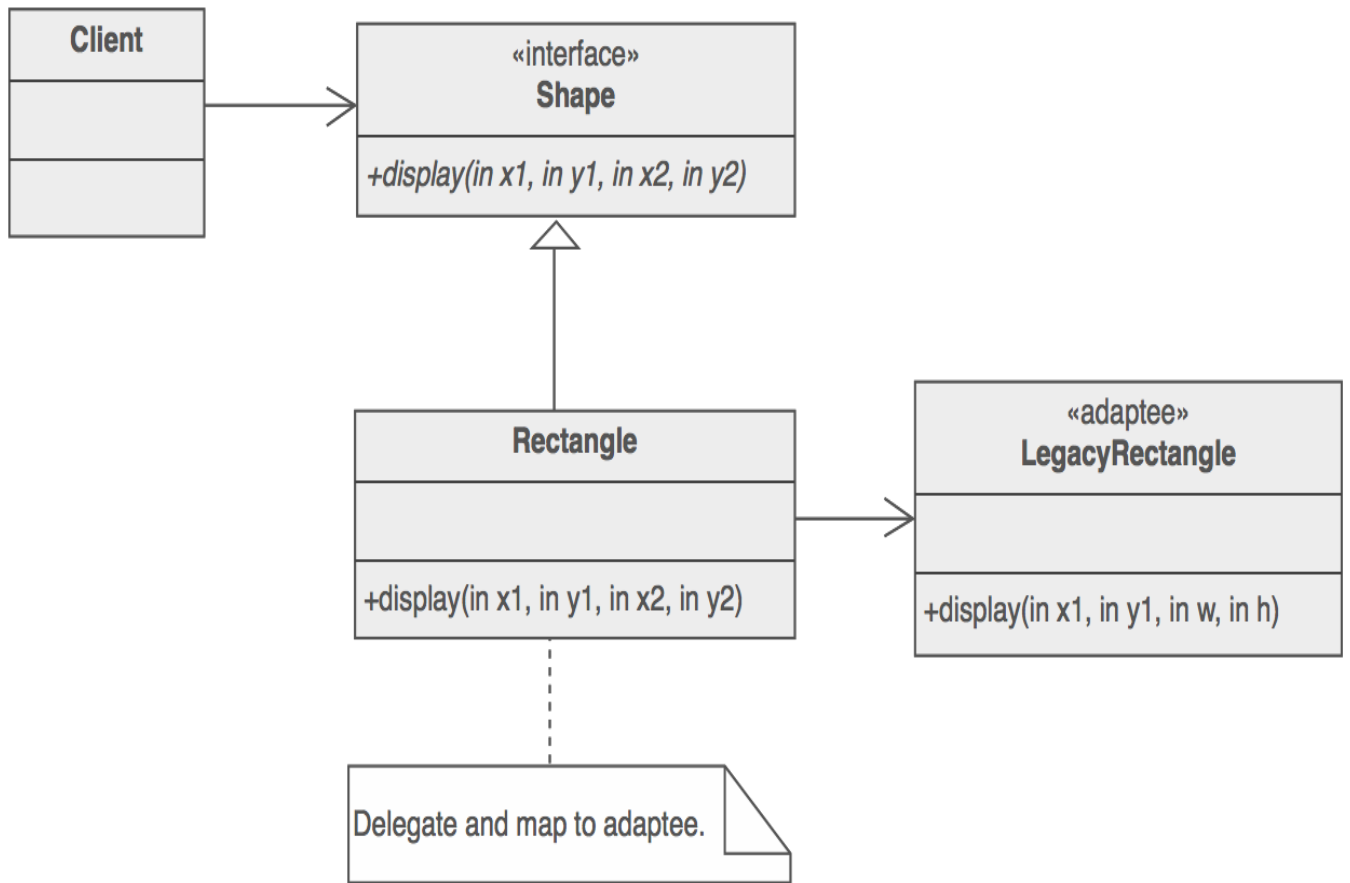 Client
«interface»
Shape
+display(in x1, in y1, in x2, in y2)
Rectangle
+display(in x1, in y1, in x2, in y2)
«adaptee»
LegacyRectangle
+display(in x1, in y1, in w, in h)
Delegate and map to adaptee.